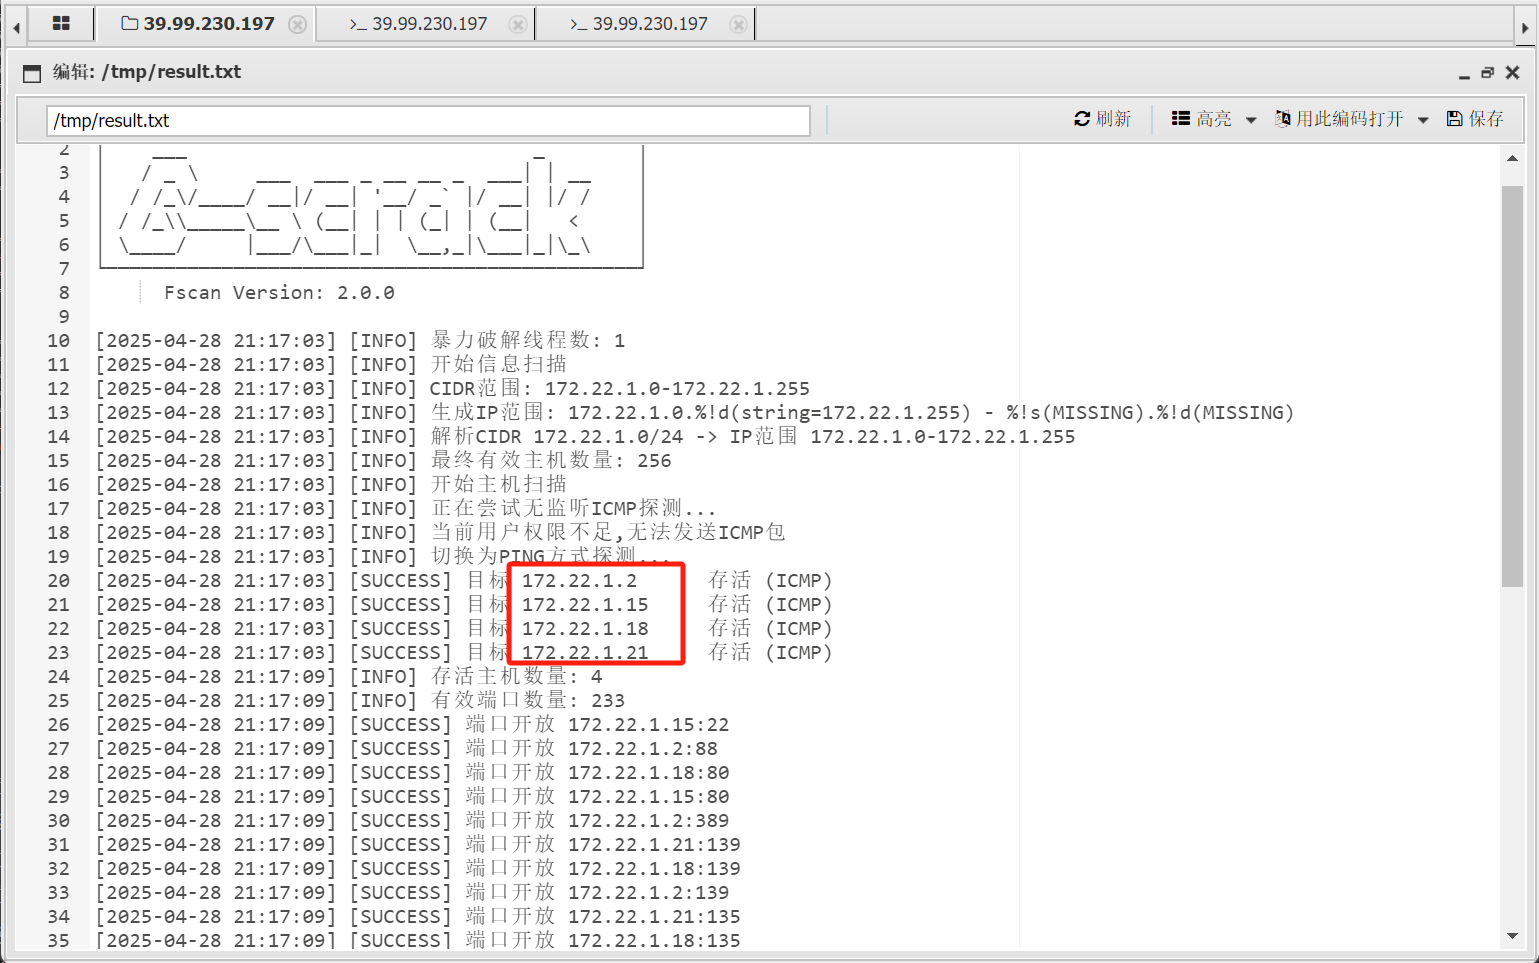 39.99.230.197
>_ 39.99.230.197
>_ 39.99.230.197
编辑: /tmp/result.txt
/tmp/result.txt
刷新
高亮
用此编码打开
保存
2 │    ___                              _        │
3 │   / _ \     ___  ___ _ __ __ _  ___| | __    │
4 │  / /_\/____/ __|/ __| '__/ _` |/ __| |/ /    │
5 │ / /_\\_____\__ \ (__| | | (_| | (__|   <     │
6 │ \____/     |___/\___|_|  \__,_|\___|_|\_\    │
7 └──────────────────────────────────────────────┘
8 Fscan Version: 2.0.0
9
10 [2025-04-28 21:17:03] [INFO] 暴力破解线程数: 1
11 [2025-04-28 21:17:03] [INFO] 开始信息扫描
12 [2025-04-28 21:17:03] [INFO] CIDR范围: 172.22.1.0-172.22.1.255
13 [2025-04-28 21:17:03] [INFO] 生成IP范围: 172.22.1.0.%!d(string=172.22.1.255) - %!s(MISSING).%!d(MISSING)
14 [2025-04-28 21:17:03] [INFO] 解析CIDR 172.22.1.0/24 -> IP范围 172.22.1.0-172.22.1.255
15 [2025-04-28 21:17:03] [INFO] 最终有效主机数量: 256
16 [2025-04-28 21:17:03] [INFO] 开始主机扫描
17 [2025-04-28 21:17:03] [INFO] 正在尝试无监听ICMP探测...
18 [2025-04-28 21:17:03] [INFO] 当前用户权限不足,无法发送ICMP包
19 [2025-04-28 21:17:03] [INFO] 切换为PING方式探测...
20 [2025-04-28 21:17:03] [SUCCESS] 目标 172.22.1.2 存活 (ICMP)
21 [2025-04-28 21:17:03] [SUCCESS] 目标 172.22.1.15 存活 (ICMP)
22 [2025-04-28 21:17:03] [SUCCESS] 目标 172.22.1.18 存活 (ICMP)
23 [2025-04-28 21:17:03] [SUCCESS] 目标 172.22.1.21 存活 (ICMP)
24 [2025-04-28 21:17:09] [INFO] 存活主机数量: 4
25 [2025-04-28 21:17:09] [INFO] 有效端口数量: 233
26 [2025-04-28 21:17:09] [SUCCESS] 端口开放 172.22.1.15:22
27 [2025-04-28 21:17:09] [SUCCESS] 端口开放 172.22.1.2:88
28 [2025-04-28 21:17:09] [SUCCESS] 端口开放 172.22.1.18:80
29 [2025-04-28 21:17:09] [SUCCESS] 端口开放 172.22.1.15:80
30 [2025-04-28 21:17:09] [SUCCESS] 端口开放 172.22.1.2:389
31 [2025-04-28 21:17:09] [SUCCESS] 端口开放 172.22.1.21:139
32 [2025-04-28 21:17:09] [SUCCESS] 端口开放 172.22.1.18:139
33 [2025-04-28 21:17:09] [SUCCESS] 端口开放 172.22.1.2:139
34 [2025-04-28 21:17:09] [SUCCESS] 端口开放 172.22.1.21:135
35 [2025-04-28 21:17:09] [SUCCESS] 端口开放 172.22.1.18:135